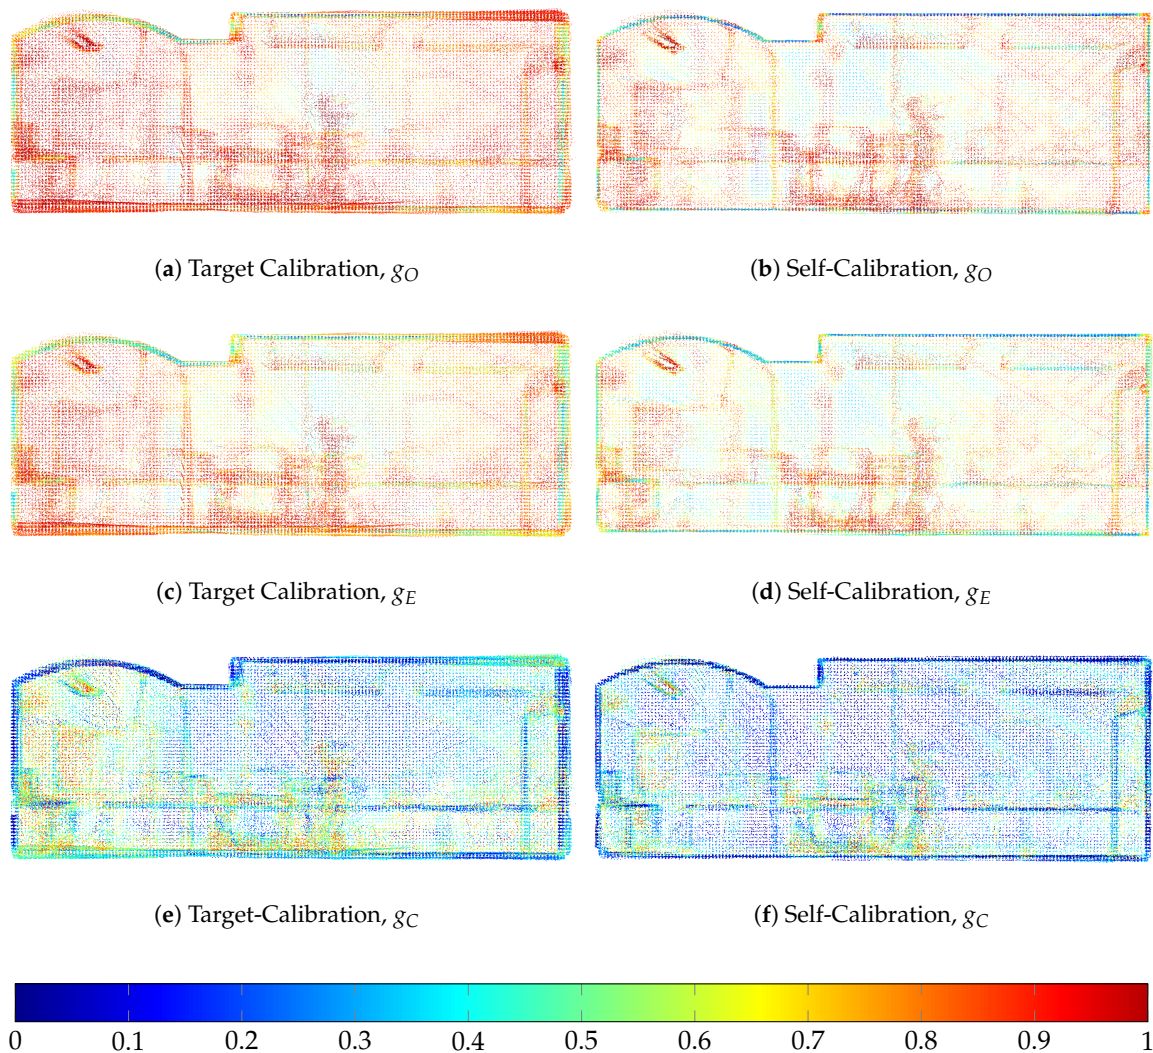 (a) Target Calibration, g_O
(b) Self-Calibration, g_O
(c) Target Calibration, g_E
(d) Self-Calibration, g_E
(e) Target-Calibration, g_C
(f) Self-Calibration, g_C
0 0.1 0.2 0.3 0.4 0.5 0.6 0.7 0.8 0.9 1